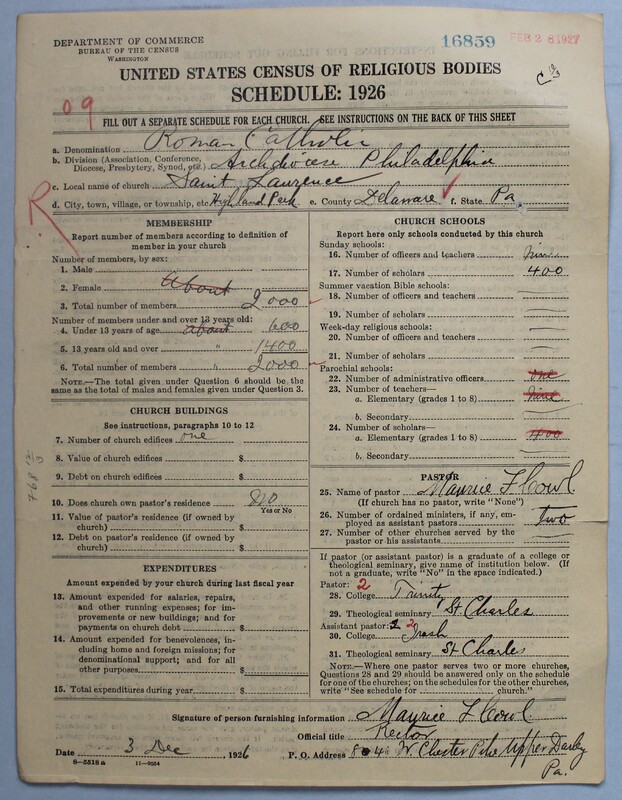 DEPARTMENT OF COMMERCE
BUREAU OF THE CENSUS
WASHINGTON
16859
FEB 28 1927
UNITED STATES CENSUS OF RELIGIOUS BODIES
SCHEDULE: 1926
09
FILL OUT A SEPARATE SCHEDULE FOR EACH CHURCH. SEE INSTRUCTIONS ON THE BACK OF THIS SHEET
a. Denomination Roman Catholic
b. Division (Association, Conference, Diocese, Presbytery, Synod, etc.) Archdiocese Philadelphia
c. Local name of church Saint Laurence
d. City, town, village, or township, etc. Highland Park e. County Delaware f. State Pa.
R
MEMBERSHIP
Report number of members according to definition of member in your church
Number of members, by sex:
1. Male
2. Female about
3. Total number of members 2000
Number of members under and over 13 years old:
4. Under 13 years of age about 600
5. 13 years old and over " 1400
6. Total number of members " 2000
NOTE.—The total given under Question 6 should be the same as the total of males and females given under Question 3.
CHURCH BUILDINGS
See instructions, paragraphs 10 to 12
7. Number of church edifices one
8. Value of church edifices $
9. Debt on church edifices $
10. Does church own pastor's residence No
Yes or No
11. Value of pastor's residence (if owned by church) $
12. Debt on pastor's residence (if owned by church) $
EXPENDITURES
Amount expended by your church during last fiscal year
13. Amount expended for salaries, repairs, and other running expenses; for improvements or new buildings; and for payments on church debt $
14. Amount expended for benevolences, including home and foreign missions; for denominational support; and for all other purposes $
15. Total expenditures during year $
CHURCH SCHOOLS
Report here only schools conducted by this church
Sunday schools:
16. Number of officers and teachers nine
17. Number of scholars 400
Summer vacation Bible schools:
18. Number of officers and teachers
19. Number of scholars
Week-day religious schools:
20. Number of officers and teachers
21. Number of scholars
Parochial schools:
22. Number of administrative officers one
23. Number of teachers—
a. Elementary (grades 1 to 8) nine
b. Secondary
24. Number of scholars—
a. Elementary (grades 1 to 8) 400
b. Secondary
PASTOR
25. Name of pastor Maurice F Cowl
(If church has no pastor, write "None")
26. Number of ordained ministers, if any, employed as assistant pastors two
27. Number of other churches served by the pastor or his assistants
If pastor (or assistant pastor) is a graduate of a college or theological seminary, give name of institution below. (If not a graduate, write "No" in the space indicated.)
Pastor: 2
28. College Trinity
29. Theological seminary St Charles
Assistant pastor: 2 2
30. College
31. Theological seminary St Charles
NOTE.—Where one pastor serves two or more churches, Questions 28 and 29 should be answered only on the schedule for one of the churches; on the schedules for the other churches, write "See schedule for church."
Signature of person furnishing information Maurice F Cowl
Official title Rector
Date 3 Dec, 1926 P. O. Address W. Chester Pike Upper Darby Pa.
8-5518 a 11-9554